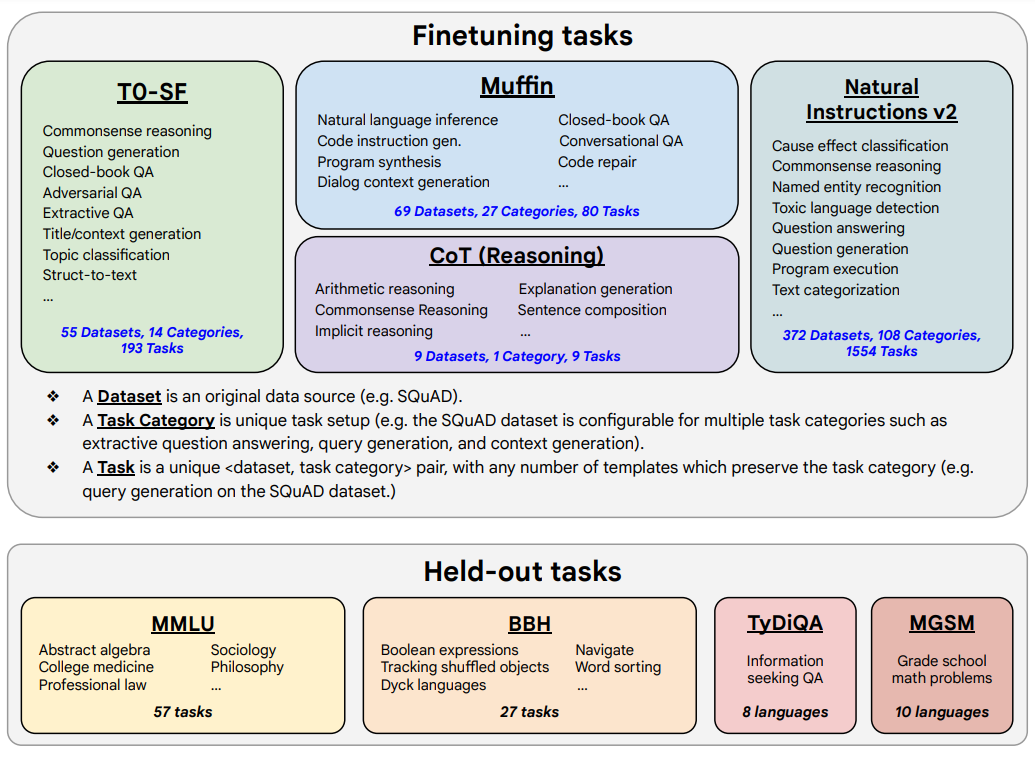 Finetuning tasks
T0-SF
Commonsense reasoning
Question generation
Closed-book QA
Adversarial QA
Extractive QA
Title/context generation
Topic classification
Struct-to-text
...
55 Datasets, 14 Categories,
193 Tasks
Muffin
Natural language inference
Code instruction gen.
Program synthesis
Dialog context generation
Closed-book QA
Conversational QA
Code repair
...
69 Datasets, 27 Categories, 80 Tasks
CoT (Reasoning)
Arithmetic reasoning
Commonsense Reasoning
Implicit reasoning
Explanation generation
Sentence composition
...
9 Datasets, 1 Category, 9 Tasks
Natural
Instructions v2
Cause effect classification
Commonsense reasoning
Named entity recognition
Toxic language detection
Question answering
Question generation
Program execution
Text categorization
...
372 Datasets, 108 Categories,
1554 Tasks
❖ A Dataset is an original data source (e.g. SQuAD).
❖ A Task Category is unique task setup (e.g. the SQuAD dataset is configurable for multiple task categories such as
extractive question answering, query generation, and context generation).
❖ A Task is a unique <dataset, task category> pair, with any number of templates which preserve the task category (e.g.
query generation on the SQuAD dataset.)
Held-out tasks
MMLU
Abstract algebra
College medicine
Professional law
Sociology
Philosophy
...
57 tasks
BBH
Boolean expressions
Tracking shuffled objects
Dyck languages
Navigate
Word sorting
...
27 tasks
TyDiQA
Information
seeking QA
8 languages
MGSM
Grade school
math problems
10 languages